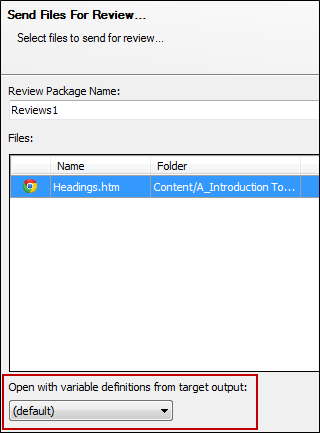 Send Files For Review...
Select files to send for review...
Review Package Name:
Reviews1
Files:
Name Folder
Headings.htm Content/A_Introduction To...
Open with variable definitions from target output:
(default)